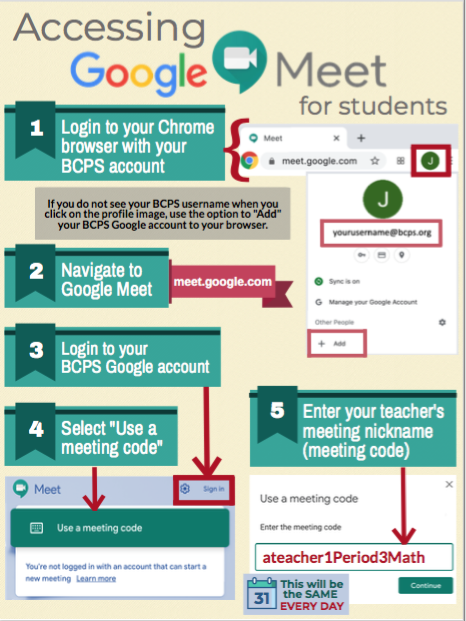 Accessing
Google Meet
for students
1
Login to your Chrome
browser with your
BCPS account
Meet
meet.google.com
J
If you do not see your BCPS username when you
click on the profile image, use the option to "Add"
your BCPS Google account to your browser.
J
yourusername@bcps.org
Sync is on
G Manage your Google Account
Other People
+ Add
2
Navigate to
Google Meet
meet.google.com
3
Login to your
BCPS Google account
4
Select "Use a
meeting code"
5
Enter your teacher's
meeting nickname
(meeting code)
Meet
Sign in
Use a meeting code
You're not logged in with an account that can start a
new meeting Learn more
Use a meeting code
Enter the meeting code
ateacher1Period3Math
Continue
31
This will be
the SAME
EVERY DAY